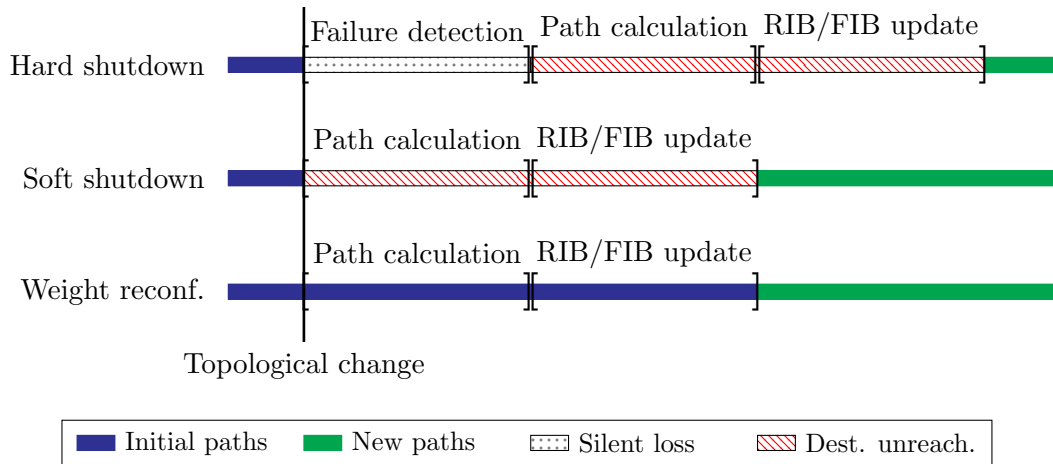 Failure detection Path calculation RIB/FIB update
Hard shutdown
Path calculation RIB/FIB update
Soft shutdown
Path calculation RIB/FIB update
Weight reconf.
Topological change
Initial paths New paths Silent loss Dest. unreach.